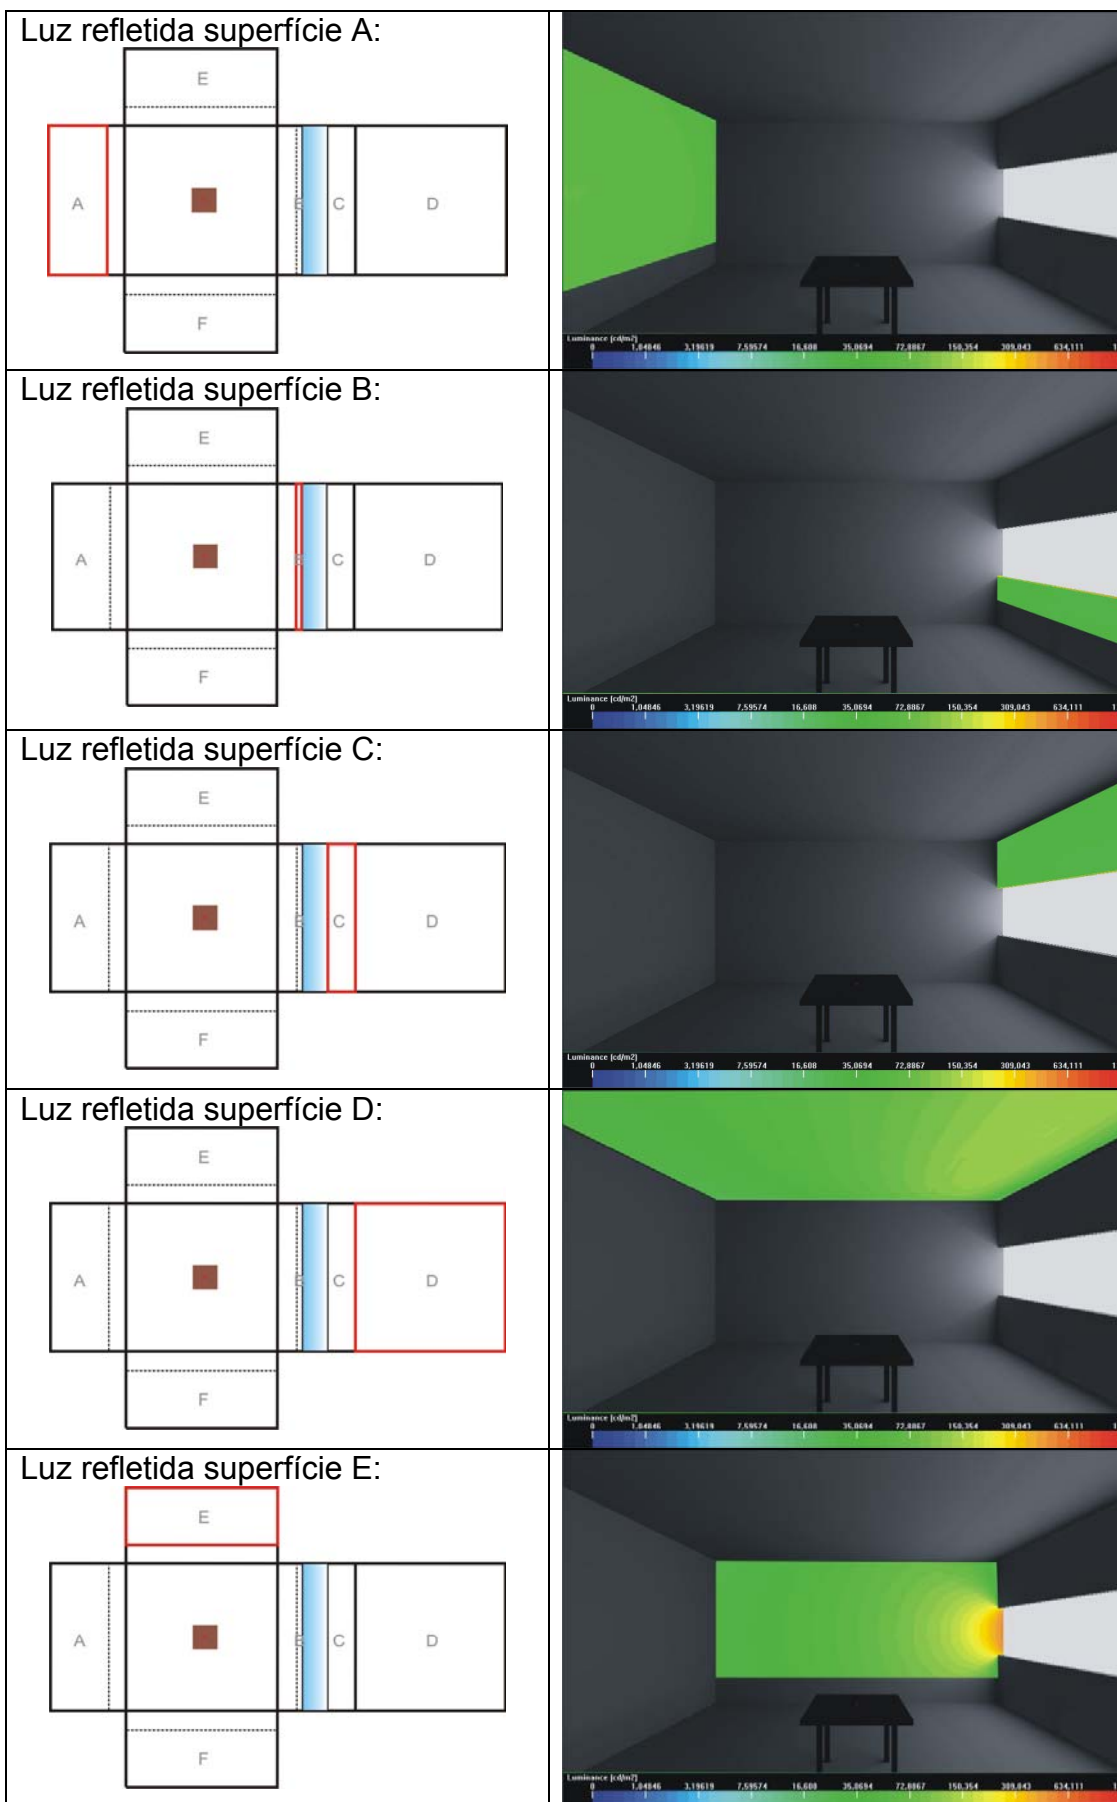 Luz refletida superfície A:
E
A
C
D
F
Luminance [cd/m2]
0 1,04846 3,19619 7,59574 16,608 35,0694 72,8867 150,354 309,043 634,111 1
Luz refletida superfície B:
E
A
C
D
F
Luminance [cd/m2]
0 1,04846 3,19619 7,59574 16,608 35,0694 72,8867 150,354 309,043 634,111 1
Luz refletida superfície C:
E
A
B
C
D
F
Luminance [cd/m2]
0 1,04846 3,19619 7,59574 16,608 35,0694 72,8867 150,354 309,043 634,111 1
Luz refletida superfície D:
E
A
B
C
D
F
Luminance [cd/m2]
0 1,04846 3,19619 7,59574 16,608 35,0694 72,8867 150,354 309,043 634,111 1
Luz refletida superfície E:
E
A
B
C
D
F
Luminance [cd/m2]
0 1,04846 3,19619 7,59574 16,608 35,0694 72,8867 150,354 309,043 634,111 1